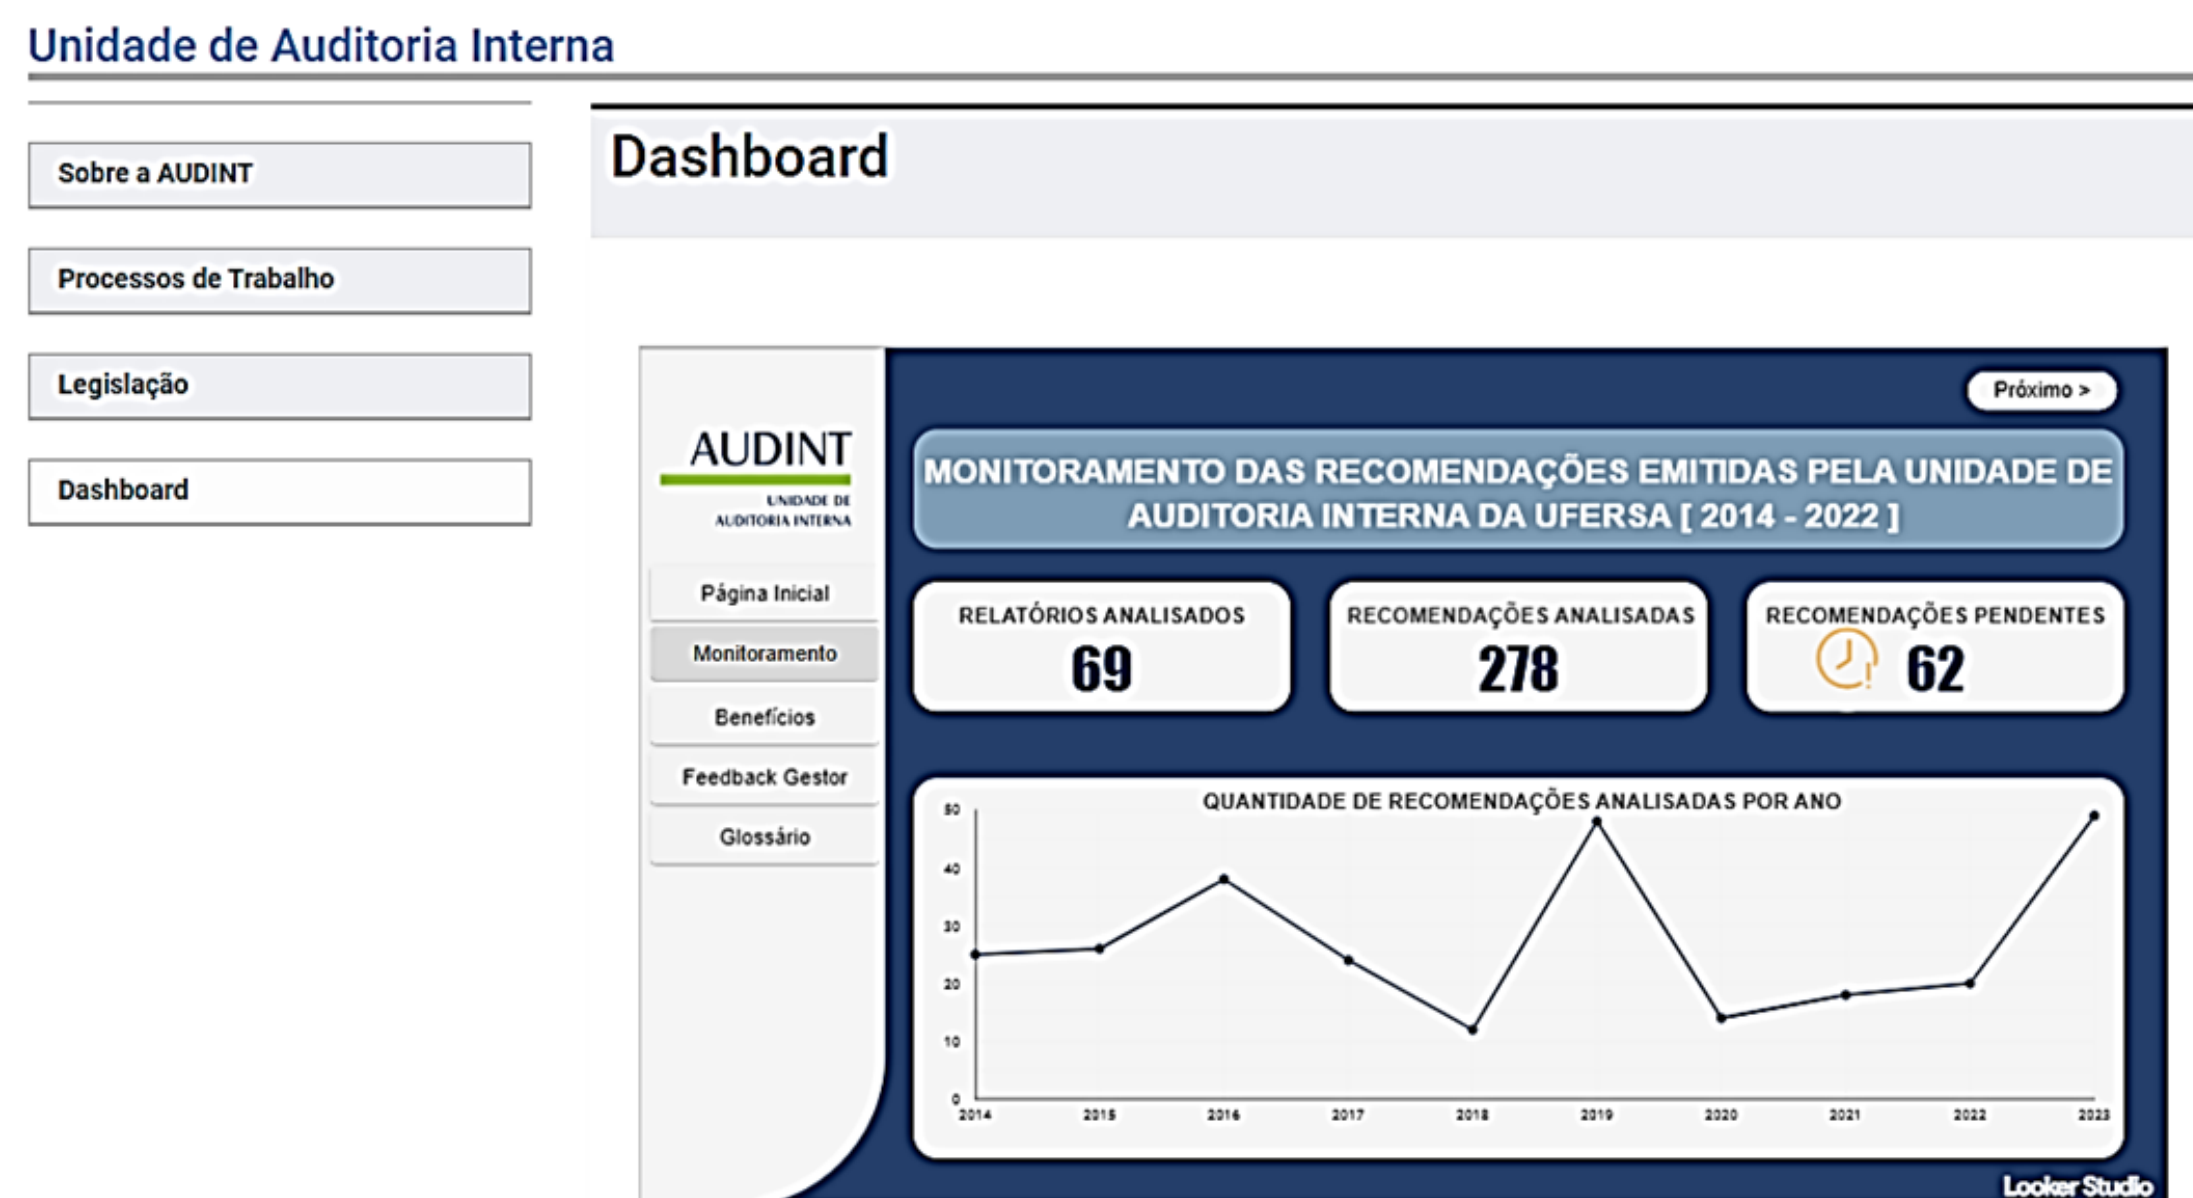 Unidade de Auditoria Interna
Sobre a AUDINT
Processos de Trabalho
Legislação
Dashboard
Dashboard
AUDINT
UNIDADE DE
AUDITORIA INTERNA
Página Inicial
Monitoramento
Benefícios
Feedback Gestor
Glossário
Próximo >
MONITORAMENTO DAS RECOMENDAÇÕES EMITIDAS PELA UNIDADE DE
AUDITORIA INTERNA DA UFERSA [ 2014 - 2022 ]
RELATÓRIOS ANALISADOS
69
RECOMENDAÇÕES ANALISADAS
278
RECOMENDAÇÕES PENDENTES
62
QUANTIDADE DE RECOMENDAÇÕES ANALISADAS POR ANO
50
40
30
20
10
0
2014 2015 2016 2017 2018 2019 2020 2021 2022 2023
Looker Studio